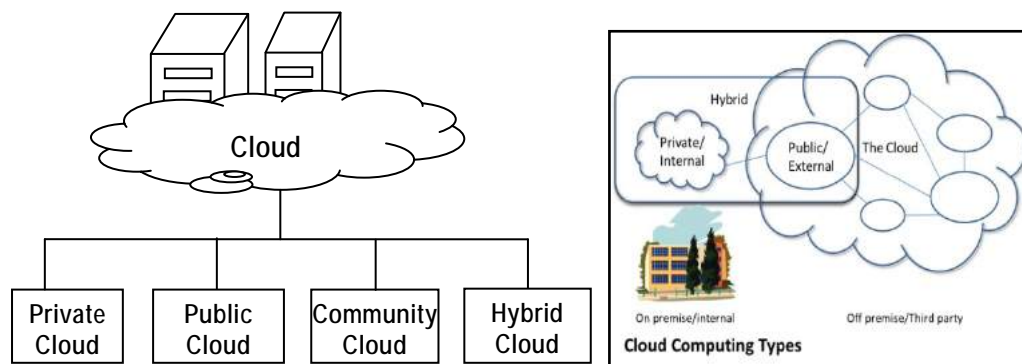 Cloud
Private
Cloud
Public
Cloud
Community
Cloud
Hybrid
Cloud
Hybrid
Private/
Internal
Public/
External
The Cloud
On premise/internal
Off premise/Third party
Cloud Computing Types